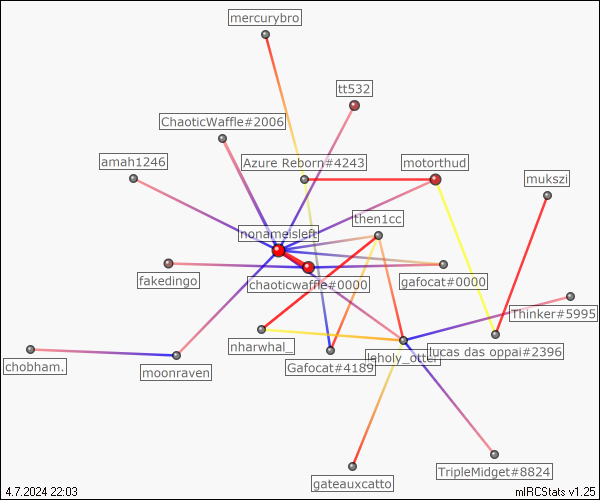 mercurybro
tt532
ChaoticWaffle#2006
amah1246
Azure Reborn#4243
motorthud
mukszi
then1cc
nonameisleft
fakedingo
chaoticwaffle#0000
gafocat#0000
Thinker#5995
nharwhal_
leholy_otter
lucas das oppai#2396
chobham.
moonraven
Gafocat#4189
gateauxcatto
TripleMidget#8824
4.7.2024 22:03
mIRCStats v1.25